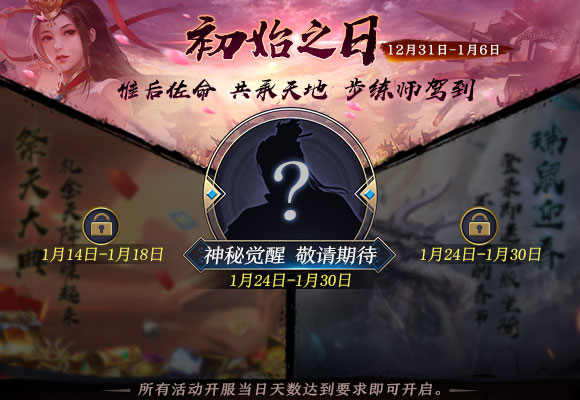 初始之日
12月31日-1月6日
惟后佐命 共承天地 步练师驾到
祭天大典
1月14日-1月18日
神秘觉醒 敬请期待
1月24日-1月30日
瑞鼠迎春
1月24日-1月30日
所有活动开服当日天数达到要求即可开启。